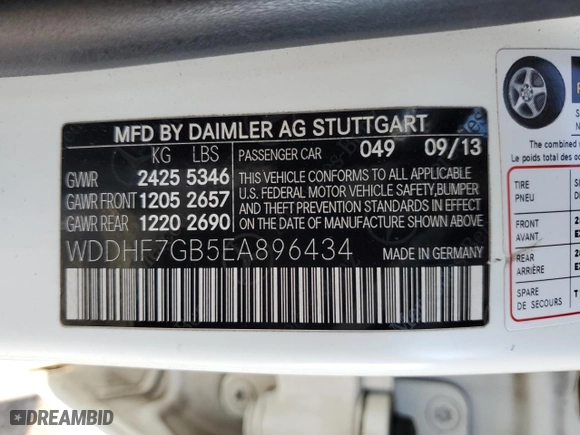 MFD BY DAIMLER AG STUTTGART
KG LBS PASSENGER CAR 049 09/13
GVWR 2425 5346
GAWR FRONT 1205 2657
GAWR REAR 1220 2690
THIS VEHICLE CONFORMS TO ALL APPLICABLE
U.S. FEDERAL MOTOR VEHICLE SAFETY, BUMPER
AND THEFT PREVENTION STANDARDS IN EFFECT
ON THE DATE OF MANUFACTURE SHOWN ABOVE
WDDHF7GB5EA896434 MADE IN GERMANY
The combined
Le poids total des
TIRE
PNEU
FRONT
AVANT
REAR
ARRIÈRE
SPARE
DE SECOURS
DREAMBID